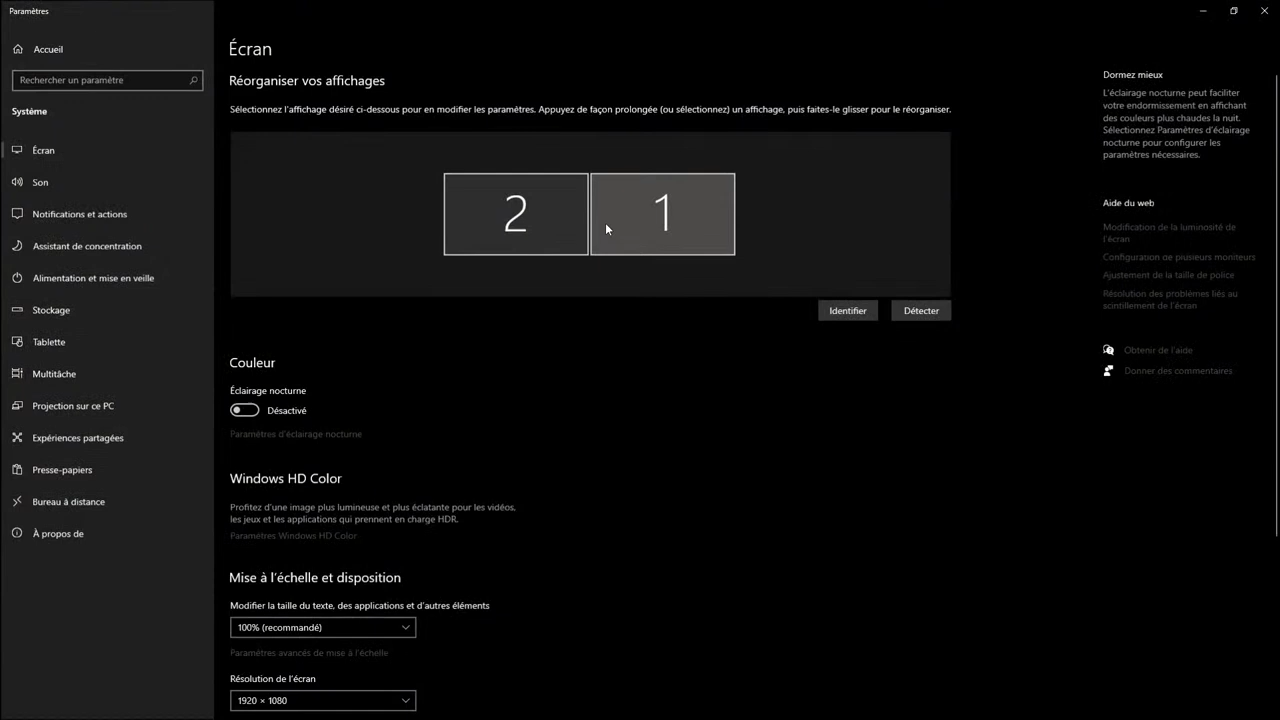 Paramètres
Accueil
Rechercher un paramètre
Système
Écran
Son
Notifications et actions
Assistant de concentration
Alimentation et mise en veille
Stockage
Tablette
Multitâche
Projection sur ce PC
Expériences partagées
Presse-papiers
Bureau à distance
À propos de
Écran
Réorganiser vos affichages
Sélectionnez l'affichage désiré ci-dessous pour en modifier les paramètres. Appuyez de façon prolongée (ou sélectionnez) un affichage, puis faites-le glisser pour le réorganiser.
2
1
Identifier
Détecter
Couleur
Éclairage nocturne
Désactivé
Paramètres d'éclairage nocturne
Windows HD Color
Profitez d'une image plus lumineuse et plus éclatante pour les vidéos,
les jeux et les applications qui prennent en charge HDR.
Paramètres Windows HD Color
Mise à l'échelle et disposition
Modifier la taille du texte, des applications et d'autres éléments
100% (recommandé)
Paramètres avancés de mise à l'échelle
Résolution de l'écran
1920 × 1080
Dormez mieux
L'éclairage nocturne peut faciliter
votre endormissement en affichant
des couleurs plus chaudes la nuit.
Sélectionnez Paramètres d'éclairage
nocturne pour configurer les
paramètres nécessaires.
Aide du web
Modification de la luminosité de
l'écran
Configuration de plusieurs moniteurs
Ajustement de la taille de police
Résolution des problèmes liés au
scintillement de l'écran
Obtenir de l'aide
Donner des commentaires